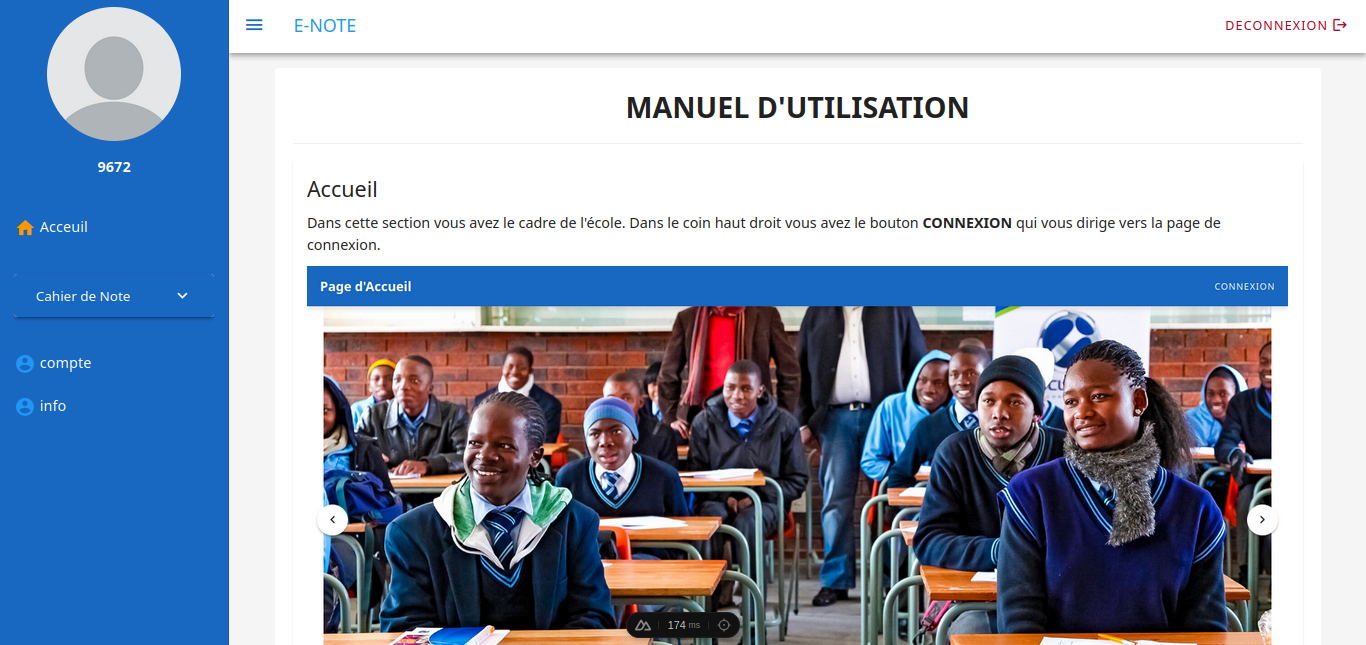 E-NOTE
DECONNEXION
9672
Acceuil
Cahier de Note
compte
info
MANUEL D'UTILISATION
Accueil
Dans cette section vous avez le cadre de l'école. Dans le coin haut droit vous avez le bouton CONNEXION qui vous dirige vers la page de
connexion.
Page d'Accueil
CONNEXION
174 ms